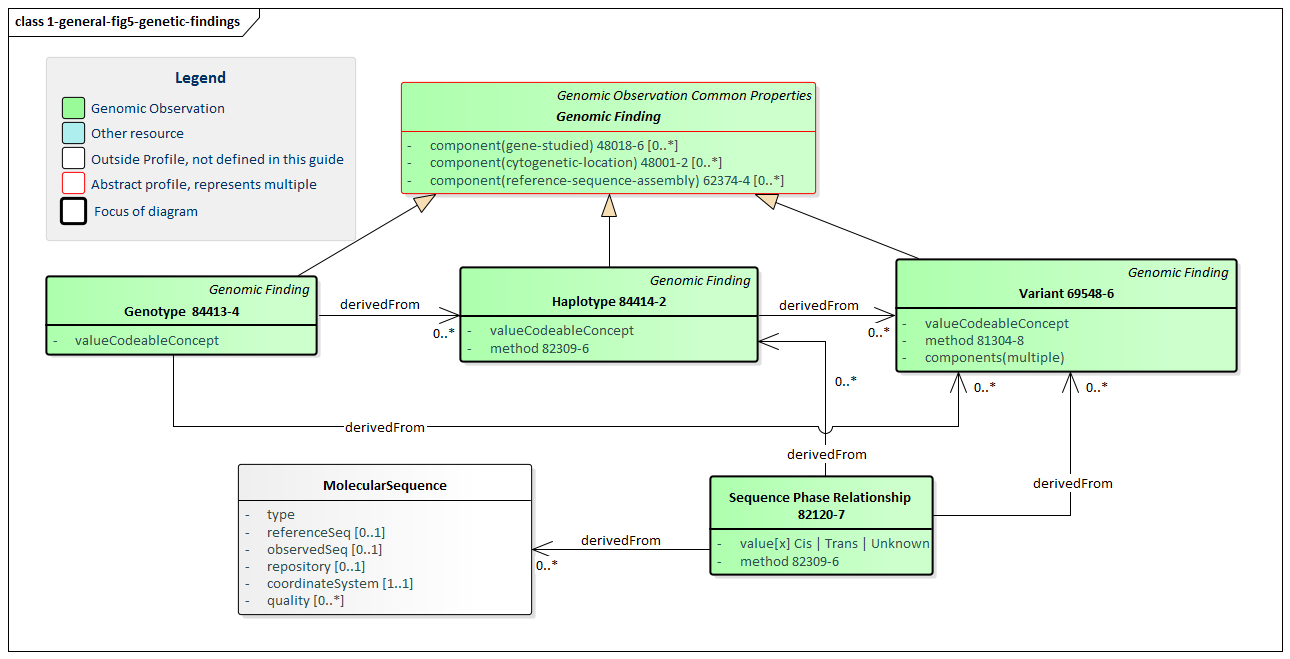 class 1-general-fig5-genetic-findings
Legend
Genomic Observation
Other resource
Outside Profile, not defined in this guide
Abstract profile, represents multiple
Focus of diagram
Genomic Observation Common Properties
Genomic Finding
- component(gene-studied) 48018-6 [0..*]
- component(cytogenetic-location) 48001-2 [0..*]
- component(reference-sequence-assembly) 62374-4 [0..*]
Genomic Finding
Genotype 84413-4
- valueCodeableConcept
derivedFrom
0..*
Genomic Finding
Haplotype 84414-2
- valueCodeableConcept
- method 82309-6
derivedFrom
0..*
Genomic Finding
Variant 69548-6
- valueCodeableConcept
- method 81304-8
- components(multiple)
0..*
0..*
0..*
derivedFrom
derivedFrom
derivedFrom
MolecularSequence
- type
- referenceSeq [0..1]
- observedSeq [0..1]
- repository [0..1]
- coordinateSystem [1..1]
- quality [0..*]
derivedFrom
0..*
Sequence Phase Relationship
82120-7
- value[x] Cis | Trans | Unknown
- method 82309-6